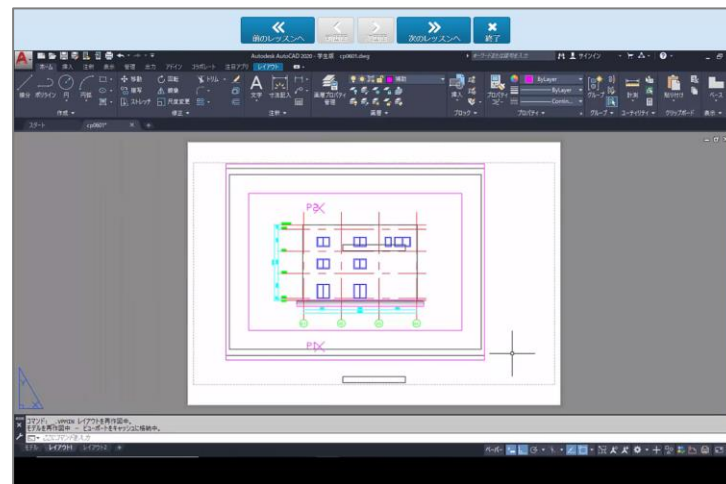 前のレッスンへ
次のレッスンへ
終了
Autodesk AutoCAD 2020 - 学生版 cp0601.dwg
サインイン
ホーム 挿入 注釈 表示 管理 出力 アドイン コラボレート 注目アプリ レイアウト
移動 回転 トリム
複写 鏡像
ストレッチ 尺度変更
線分 ポリライン 円 円弧
文字 寸法記入
画層プロパティ管理
補助
挿入
プロパティコピー
ByLayer
ByLayer
Contin...
グループ
計測
貼り付け
ベース
作成 修正 注釈 画層 ブロック プロパティ グループ ユーティリティ クリップボード 表示
スタート cp0601*
P2
P1
コマンド: _.VPMIN レイアウトを再作図中。
モデルを再作図中 - ビューポートをキャッシュに格納中。
ここにコマンドを入力
モデル レイアウト1 レイアウト2
ペーパー